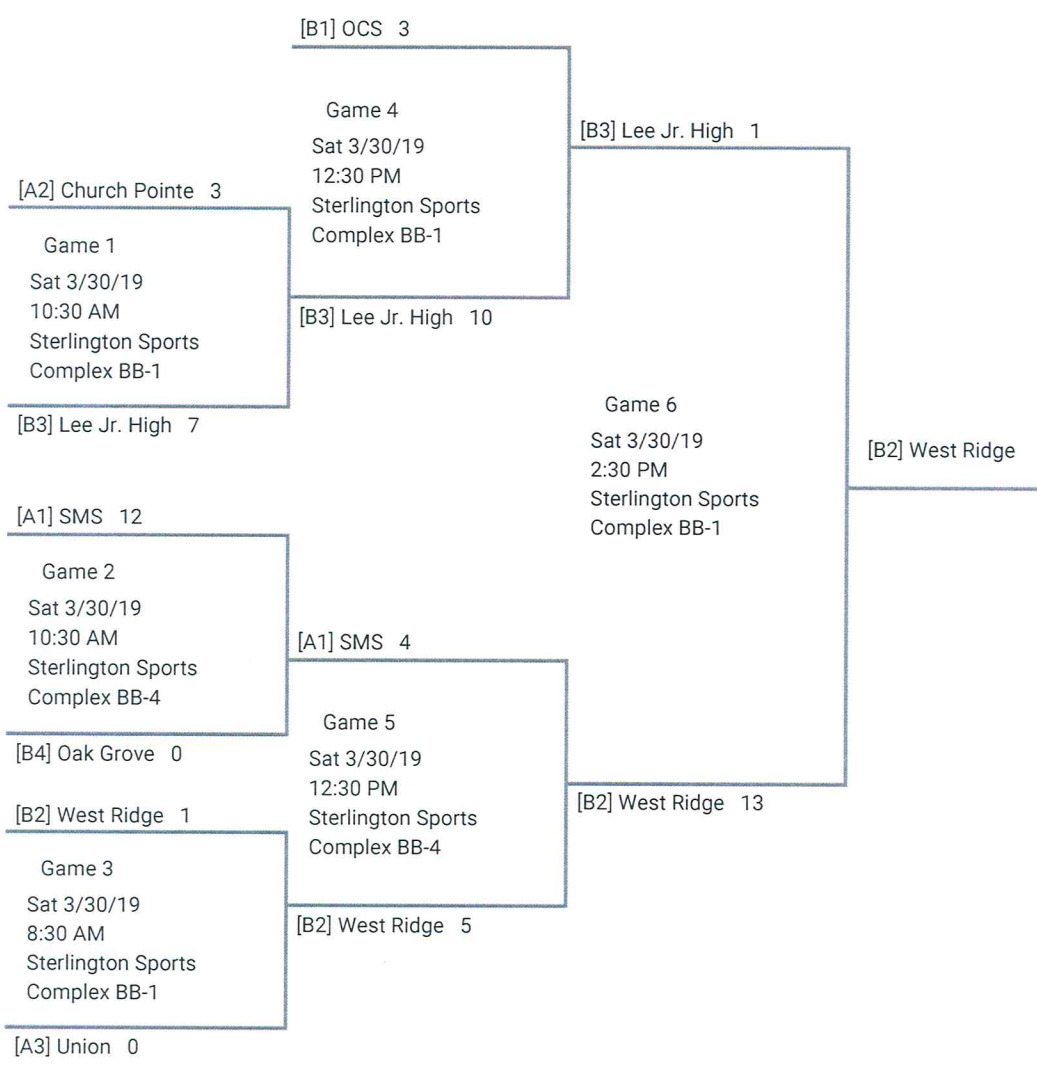 [B1] OCS 3
Game 4
Sat 3/30/19
12:30 PM
Sterlington Sports
Complex BB-1
[B3] Lee Jr. High 1
[A2] Church Pointe 3
Game 1
Sat 3/30/19
10:30 AM
Sterlington Sports
Complex BB-1
[B3] Lee Jr. High 7
[B3] Lee Jr. High 10
Game 6
Sat 3/30/19
2:30 PM
Sterlington Sports
Complex BB-1
[B2] West Ridge
[A1] SMS 12
Game 2
Sat 3/30/19
10:30 AM
Sterlington Sports
Complex BB-4
[B4] Oak Grove 0
[A1] SMS 4
Game 5
Sat 3/30/19
12:30 PM
Sterlington Sports
Complex BB-4
[B2] West Ridge 13
[B2] West Ridge 1
Game 3
Sat 3/30/19
8:30 AM
Sterlington Sports
Complex BB-1
[A3] Union 0
[B2] West Ridge 5